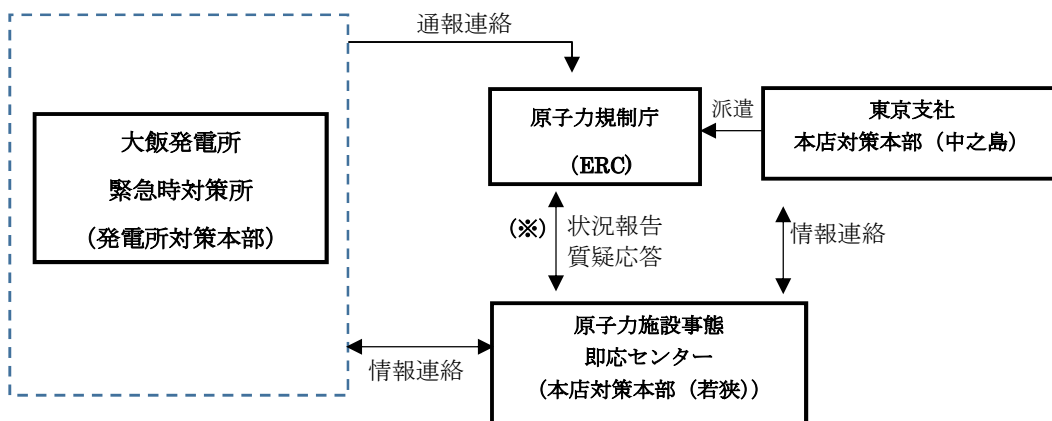 通報連絡
大飯発電所
緊急時対策所
（発電所対策本部）
原子力規制庁
（ERC）
派遣
東京支社
本店対策本部（中之島）
（※）
状況報告
質疑応答
情報連絡
情報連絡
原子力施設事態
即応センター
（本店対策本部（若狭））